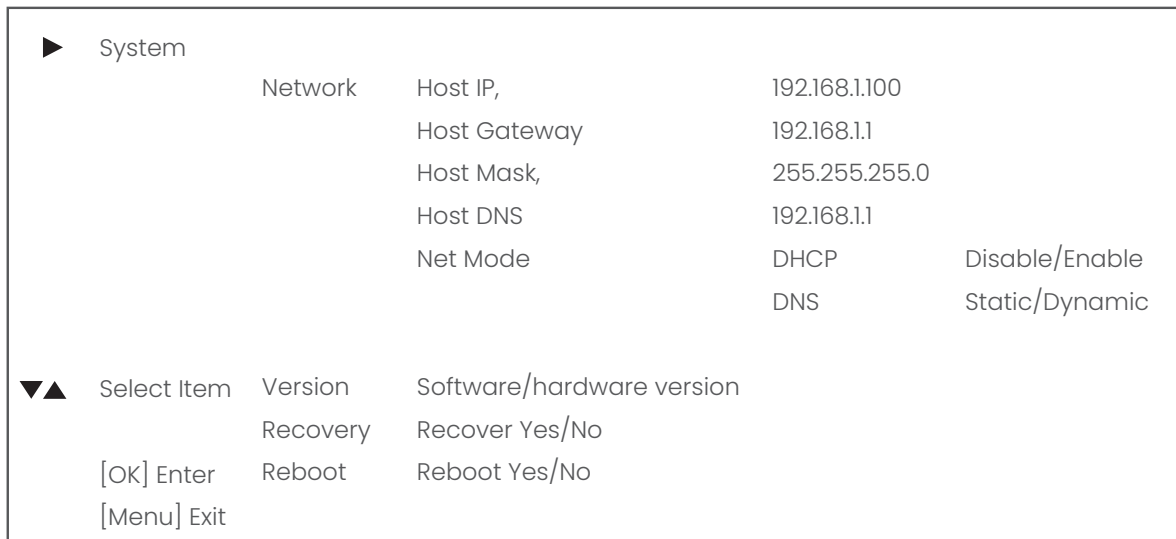 ▶ System
Network Host IP, 192.168.1.100
Host Gateway 192.168.1.1
Host Mask, 255.255.255.0
Host DNS 192.168.1.1
Net Mode DHCP Disable/Enable
DNS Static/Dynamic
▼▲ Select Item Version Software/hardware version
Recovery Recover Yes/No
[OK] Enter Reboot Reboot Yes/No
[Menu] Exit